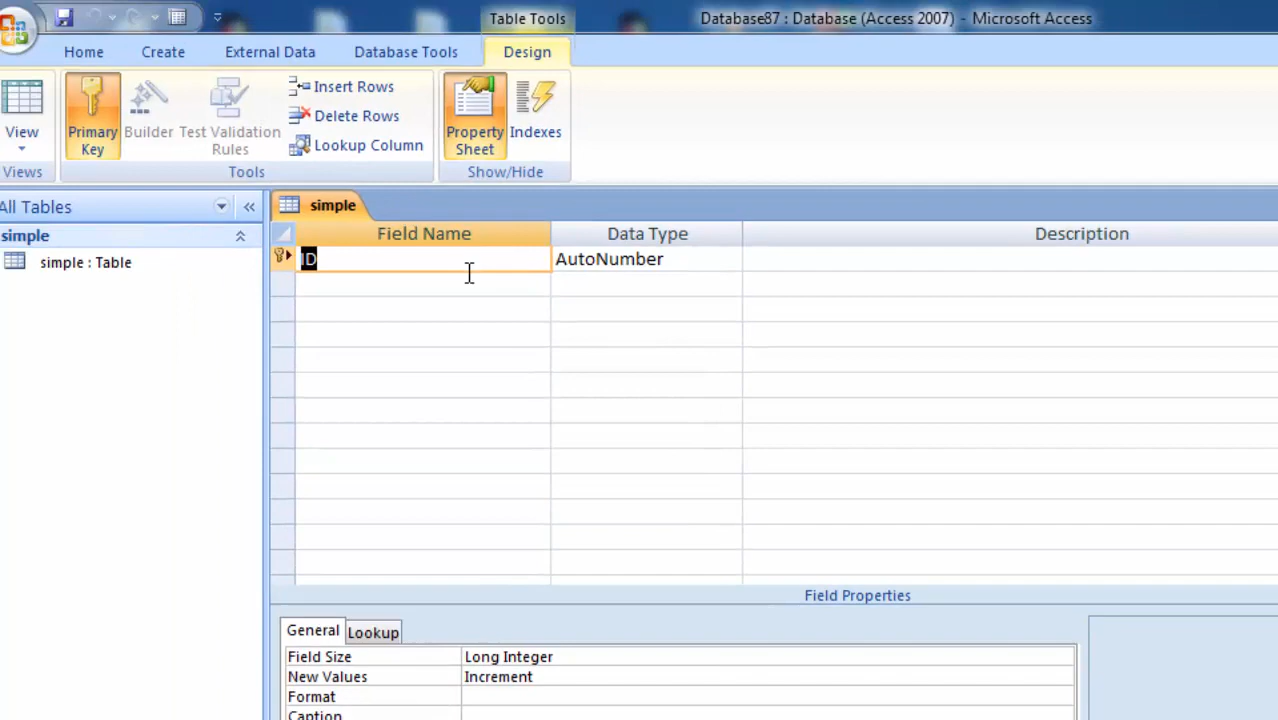 Table Tools
Database87 : Database (Access 2007) - Microsoft Access
Home Create External Data Database Tools Design
View
Primary Key
Builder
Test Validation Rules
Insert Rows
Delete Rows
Lookup Column
Property Sheet
Indexes
Views Tools Show/Hide
All Tables
simple
simple : Table
simple
Field Name Data Type Description
ID AutoNumber
Field Properties
General Lookup
Field Size Long Integer
New Values Increment
Format
Caption